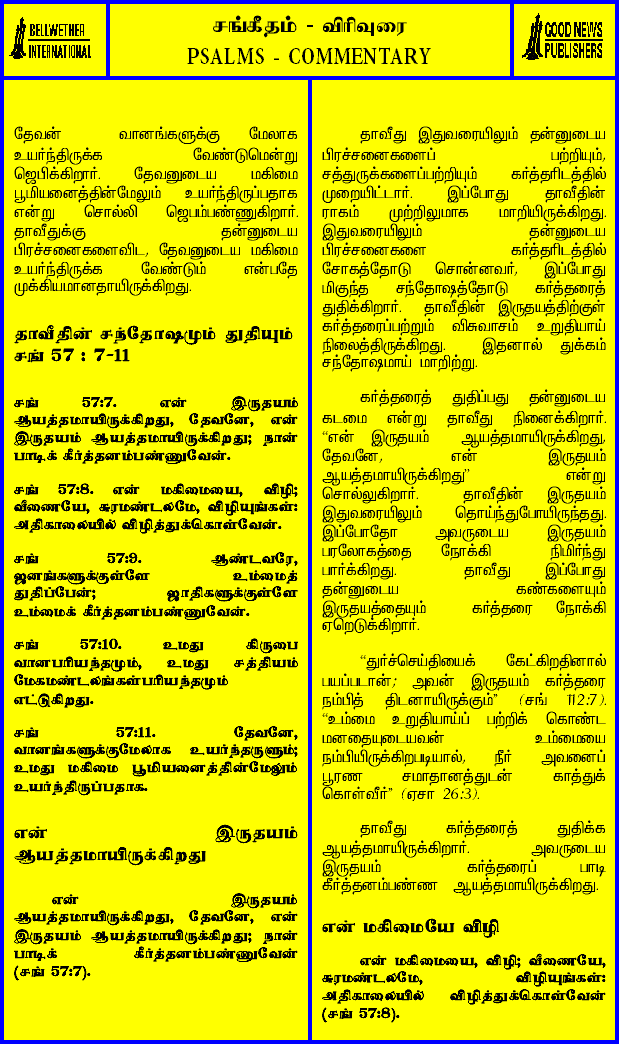 BELLWETHER
INTERNATIONAL
சங்கீதம் - விரிவுரை
PSALMS - COMMENTARY
GOOD NEWS
PUBLISHERS
தேவன் வானங்களுக்கு மேலாக
உயர்ந்திருக்க வேண்டுமென்று
ஜெபிக்கிறார். தேவனுடைய மகிமை
பூமியனைத்தின்மேலும் உயர்ந்திருப்பதாக
என்று சொல்லி ஜெபம்பண்ணுகிறார்.
தாவீதுக்கு தன்னுடைய
பிரச்சனைகளைவிட, தேவனுடைய மகிமை
உயர்ந்திருக்க வேண்டும் என்பதே
முக்கியமானதாயிருக்கிறது.
தாவீதின் சந்தோஷமும் துதியும்
சங் 57 : 7-11
சங் 57:7. என் இருதயம்
ஆயத்தமாயிருக்கிறது, தேவனே, என்
இருதயம் ஆயத்தமாயிருக்கிறது; நான்
பாடிக் கீர்த்தனம்பண்ணுவேன்.
சங் 57:8. என் மகிமையை, விழி;
வீணையே, சுரமண்டலமே, விழியுங்கள்:
அதிகாலையில் விழித்துக்கொள்வேன்.
சங் 57:9. ஆண்டவரே,
ஜனங்களுக்குள்ளே உம்மைத்
துதிப்பேன்; ஜாதிகளுக்குள்ளே
உம்மைக் கீர்த்தனம்பண்ணுவேன்.
சங் 57:10. உமது கிருபை
வானபரியந்தமும், உமது சத்தியம்
மேகமண்டலங்கள்பரியந்தமும்
எட்டுகிறது.
சங் 57:11. தேவனே,
வானங்களுக்குமேலாக உயர்ந்தருளும்;
உமது மகிமை பூமியனைத்தின்மேலும்
உயர்ந்திருப்பதாக.
என் இருதயம்
ஆயத்தமாயிருக்கிறது
என் இருதயம்
ஆயத்தமாயிருக்கிறது, தேவனே, என்
இருதயம் ஆயத்தமாயிருக்கிறது; நான்
பாடிக் கீர்த்தனம்பண்ணுவேன்
(சங் 57:7).
தாவீது இதுவரையிலும் தன்னுடைய
பிரச்சனைகளைப் பற்றியும்,
சத்துருக்களைப்பற்றியும் கர்த்தரிடத்தில்
முறையிட்டார். இப்போது தாவீதின்
ராகம் முற்றிலுமாக மாறியிருக்கிறது.
இதுவரையிலும் தன்னுடைய
பிரச்சனைகளை கர்த்தரிடத்தில்
சோகத்தோடு சொன்னவர், இப்போது
மிகுந்த சந்தோஷத்தோடு கர்த்தரைத்
துதிக்கிறார். தாவீதின் இருதயத்திற்குள்
கர்த்தரைப்பற்றும் விசுவாசம் உறுதியாய்
நிலைத்திருக்கிறது. இதனால் துக்கம்
சந்தோஷமாய் மாறிற்று.
கர்த்தரைத் துதிப்பது தன்னுடைய
கடமை என்று தாவீது நினைக்கிறார்.
“என் இருதயம் ஆயத்தமாயிருக்கிறது,
தேவனே, என் இருதயம்
ஆயத்தமாயிருக்கிறது” என்று
சொல்லுகிறார். தாவீதின் இருதயம்
இதுவரையிலும் தொய்ந்துபோயிருந்தது.
இப்போதோ அவருடைய இருதயம்
பரலோகத்தை நோக்கி நிமிர்ந்து
பார்க்கிறது. தாவீது இப்போது
தன்னுடைய கண்களையும்
இருதயத்தையும் கர்த்தரை நோக்கி
ஏறெடுக்கிறார்.
“துர்ச்செய்தியைக் கேட்கிறதினால்
பயப்படான்; அவன் இருதயம் கர்த்தரை
நம்பித் திடனாயிருக்கும்” (சங் 112:7).
“உம்மை உறுதியாய்ப் பற்றிக் கொண்ட
மனதையுடையவன் உம்மையை
நம்பியிருக்கிறபடியால், நீர் அவனைப்
பூரண சமாதானத்துடன் காத்துக்
கொள்வீர்” (ஏசா 26:3).
தாவீது கர்த்தரைத் துதிக்க
ஆயத்தமாயிருக்கிறார். அவருடைய
இருதயம் கர்த்தரைப் பாடி
கீர்த்தனம்பண்ண ஆயத்தமாயிருக்கிறது.
என் மகிமையே விழி
என் மகிமையை, விழி; வீணையே,
சுரமண்டலமே, விழியுங்கள்:
அதிகாலையில் விழித்துக்கொள்வேன்
(சங் 57:8).